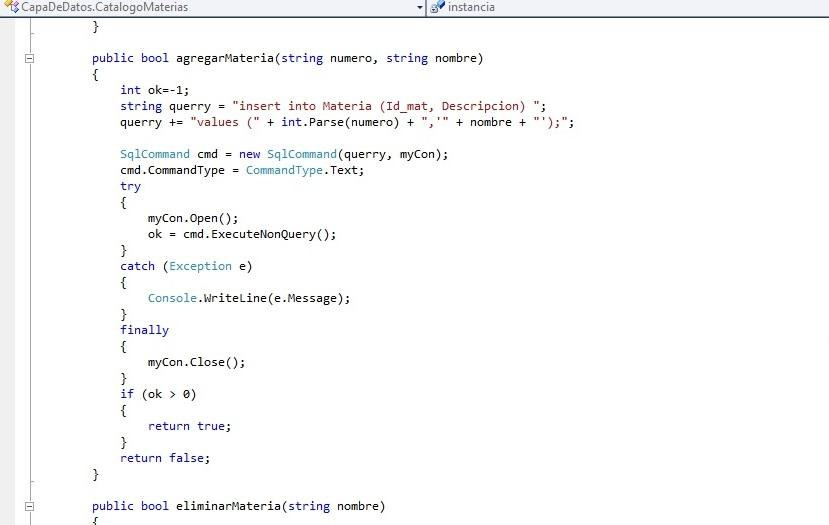 CapaDeDatos.CatalogoMaterias instancia
}
public bool agregarMateria(string numero, string nombre)
{
int ok=-1;
string querry = "insert into Materia (Id_mat, Descripcion) ";
querry += "values (" + int.Parse(numero) + ",'" + nombre + "');";
SqlCommand cmd = new SqlCommand(querry, myCon);
cmd.CommandType = CommandType.Text;
try
{
myCon.Open();
ok = cmd.ExecuteNonQuery();
}
catch (Exception e)
{
Console.WriteLine(e.Message);
}
finally
{
myCon.Close();
}
if (ok > 0)
{
return true;
}
return false;
}
public bool eliminarMateria(string nombre)
{